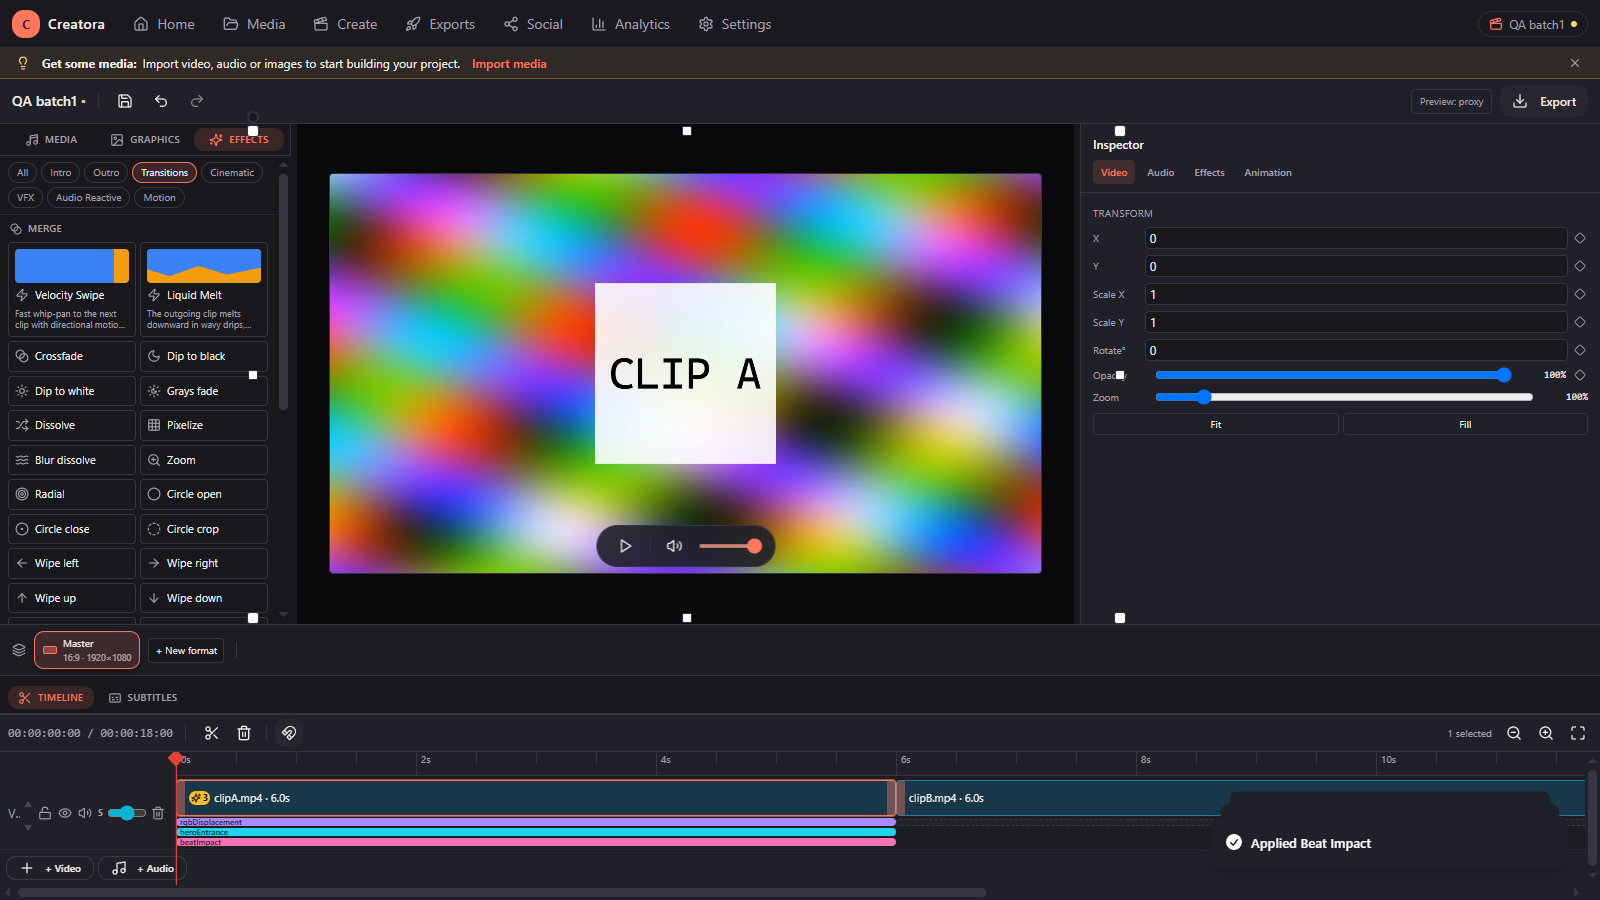 C Creatora Home Media Create Exports Social Analytics Settings QA batch1
Get some media: Import video, audio or images to start building your project. Import media
QA batch1 Preview: proxy Export
MEDIA GRAPHICS EFFECTS
All Intro Outro Transitions Cinematic
VFX Audio Reactive Motion
MERGE
Velocity Swipe
Fast whip-pan to the next
clip with directional motio...
Liquid Melt
The outgoing clip melts
downward in wavy drips,...
Crossfade Dip to black
Dip to white Grays fade
Dissolve Pixelize
Blur dissolve Zoom
Radial Circle open
Circle close Circle crop
Wipe left Wipe right
Wipe up Wipe down
CLIP A
Inspector
Video Audio Effects Animation
TRANSFORM
X 0
Y 0
Scale X 1
Scale Y 1
Rotate° 0
100%
Zoom 100%
Fit Fill
Master
16:9 · 1920×1080
+ New format
TIMELINE SUBTITLES
00:00:00:00 / 00:00:18:00 1 selected
0s 2s 4s 6s 8s 10s
V.. S 3 clipA.mp4 · 6.0s clipB.mp4 · 6.0s
rgbDisplacement
heroEntrance
beatImpact
Applied Beat Impact
+ Video + Audio